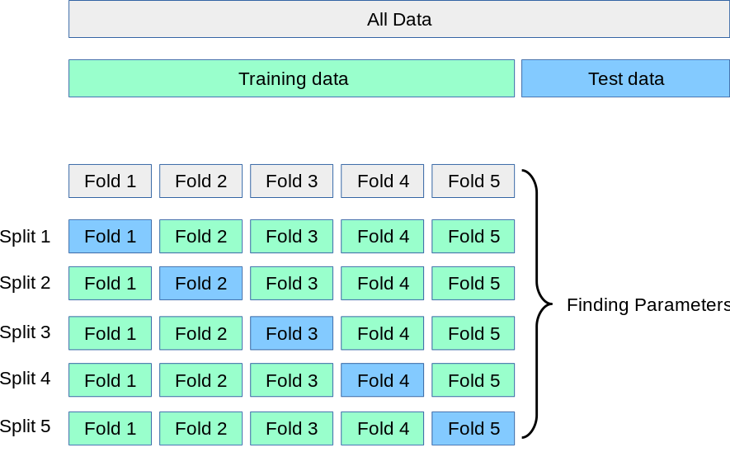 All Data
Training data Test data
Fold 1 Fold 2 Fold 3 Fold 4 Fold 5
Split 1 Fold 1 Fold 2 Fold 3 Fold 4 Fold 5
Split 2 Fold 1 Fold 2 Fold 3 Fold 4 Fold 5
Finding Parameters
Split 3 Fold 1 Fold 2 Fold 3 Fold 4 Fold 5
Split 4 Fold 1 Fold 2 Fold 3 Fold 4 Fold 5
Split 5 Fold 1 Fold 2 Fold 3 Fold 4 Fold 5